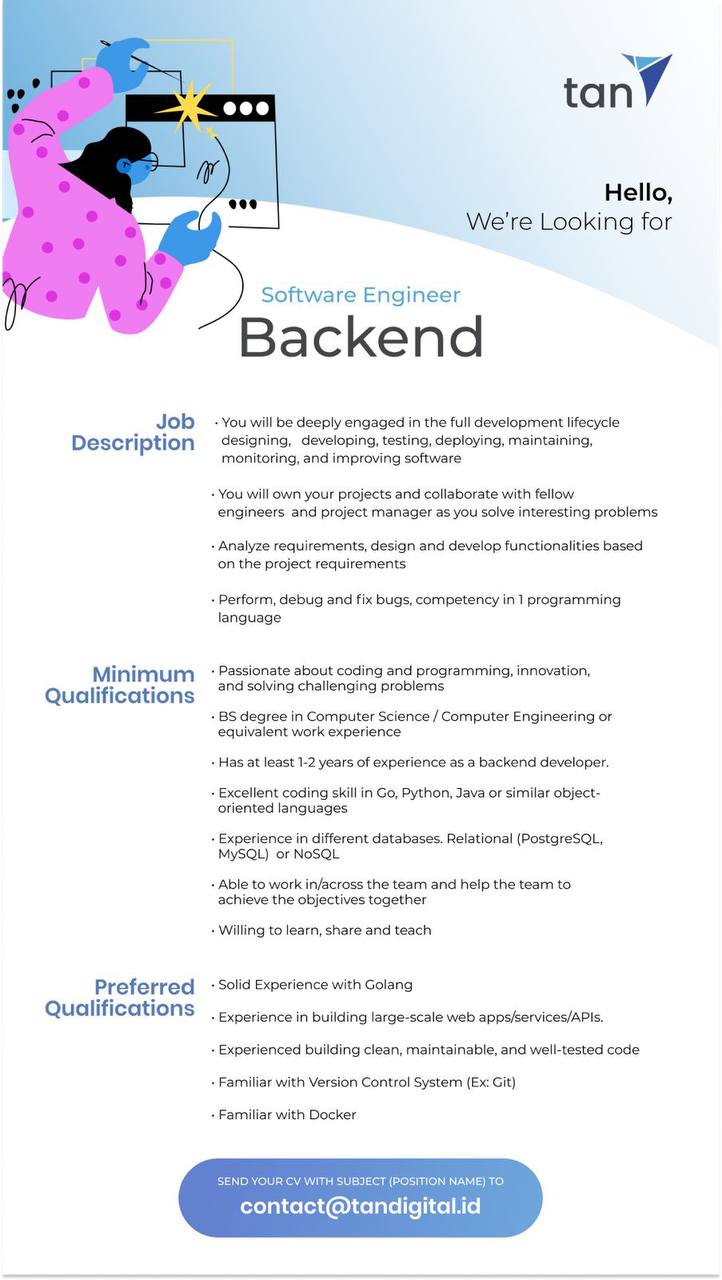 tan
Hello,
We’re Looking for
Software Engineer
Backend
Job
Description
• You will be deeply engaged in the full development lifecycle
designing, developing, testing, deploying, maintaining,
monitoring, and improving software
• You will own your projects and collaborate with fellow
engineers and project manager as you solve interesting problems
• Analyze requirements, design and develop functionalities based
on the project requirements
• Perform, debug and fix bugs, competency in 1 programming
language
Minimum
Qualifications
• Passionate about coding and programming, innovation,
and solving challenging problems
• BS degree in Computer Science / Computer Engineering or
equivalent work experience
• Has at least 1-2 years of experience as a backend developer.
• Excellent coding skill in Go, Python, Java or similar object-
oriented languages
• Experience in different databases. Relational (PostgreSQL,
MySQL) or NoSQL
• Able to work in/across the team and help the team to
achieve the objectives together
• Willing to learn, share and teach
Preferred
Qualifications
• Solid Experience with Golang
• Experience in building large-scale web apps/services/APIs.
• Experienced building clean, maintainable, and well-tested code
• Familiar with Version Control System (Ex: Git)
• Familiar with Docker
SEND YOUR CV WITH SUBJECT (POSITION NAME) TO
contact@tandigital.id